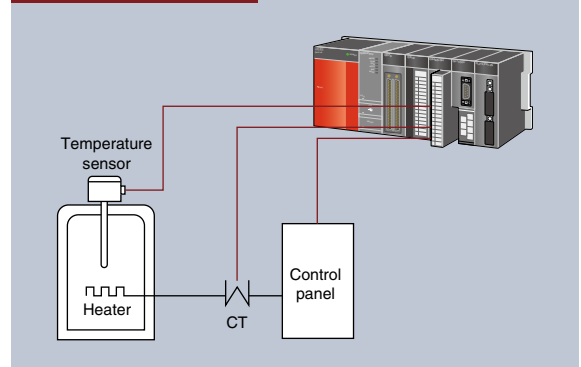 Temperature
sensor
Heater
CT
Control
panel